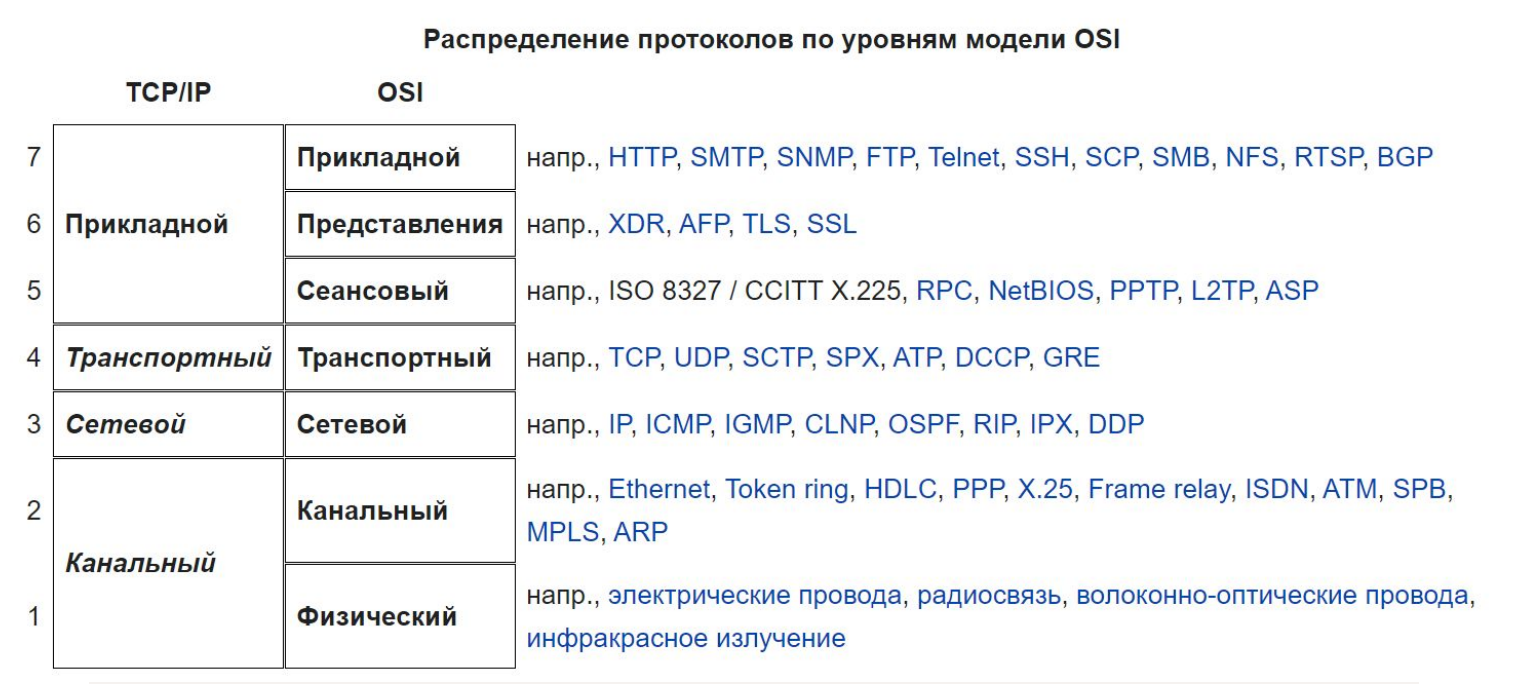 Распределение протоколов по уровням модели OSI
TCP/IP OSI
7 Прикладной напр., HTTP, SMTP, SNMP, FTP, Telnet, SSH, SCP, SMB, NFS, RTSP, BGP
6 Прикладной Представления напр., XDR, AFP, TLS, SSL
5 Сеансовый напр., ISO 8327 / CCITT X.225, RPC, NetBIOS, PPTP, L2TP, ASP
4 Транспортный Транспортный напр., TCP, UDP, SCTP, SPX, ATP, DCCP, GRE
3 Сетевой Сетевой напр., IP, ICMP, IGMP, CLNP, OSPF, RIP, IPX, DDP
2 Канальный напр., Ethernet, Token ring, HDLC, PPP, X.25, Frame relay, ISDN, ATM, SPB,
MPLS, ARP
Канальный
1 Физический напр., электрические провода, радиосвязь, волоконно-оптические провода,
инфракрасное излучение